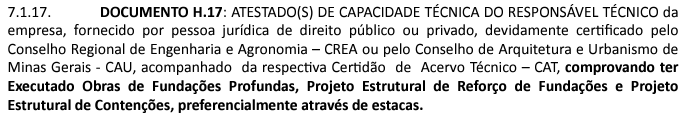 7.1.17. DOCUMENTO H.17: ATESTADO(S) DE CAPACIDADE TÉCNICA DO RESPONSÁVEL TÉCNICO da
empresa, fornecido por pessoa jurídica de direito público ou privado, devidamente certificado pelo
Conselho Regional de Engenharia e Agronomia – CREA ou pelo Conselho de Arquitetura e Urbanismo de
Minas Gerais - CAU, acompanhado da respectiva Certidão de Acervo Técnico – CAT, comprovando ter
Executado Obras de Fundações Profundas, Projeto Estrutural de Reforço de Fundações e Projeto
Estrutural de Contenções, preferencialmente através de estacas.